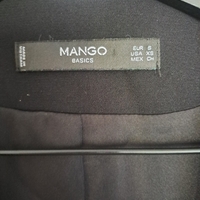 MANGO
BASICS
EUR S
USA XS
MEX CH